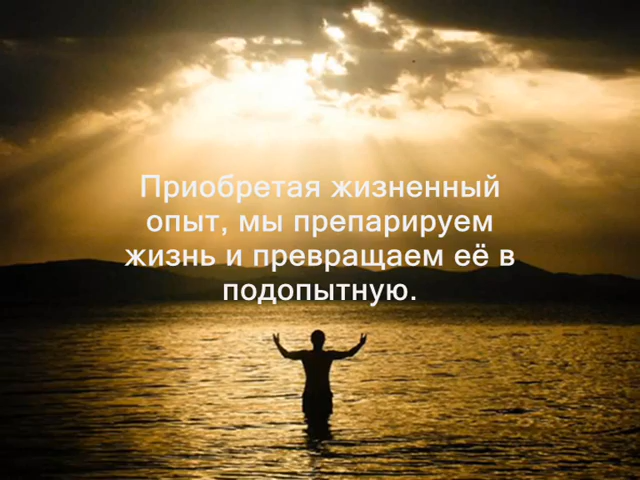 Приобретая жизненный
опыт, мы препарируем
жизнь и превращаем её в
подопытную.